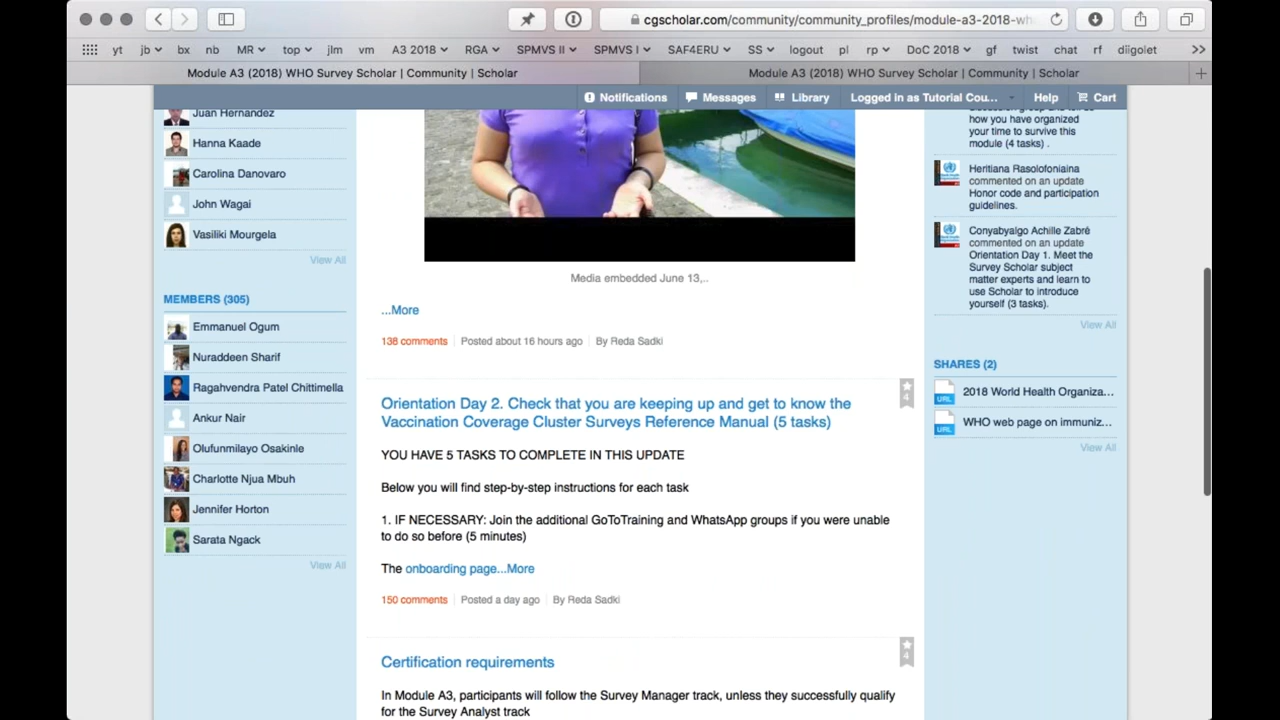 cgscholar.com/community/community_profiles/module-a3-2018-wh
yt jb bx nb MR top jlm vm A3 2018 RGA SPMVS II SPMVS I SAF4ERU SS logout pl rp DoC 2018 gf twist chat rf diigolet >>
Module A3 (2018) WHO Survey Scholar | Community | Scholar
Module A3 (2018) WHO Survey Scholar | Community | Scholar
Notifications Messages Library Logged in as Tutorial Cou... Help Cart
Juan Hernandez
Hanna Kaade
Carolina Danovaro
John Wagai
Vasiliki Mourgela
View All
MEMBERS (305)
Emmanuel Ogum
Nuraddeen Sharif
Ragahvendra Patel Chittimella
Ankur Nair
Olufunmilayo Osakinle
Charlotte Njua Mbuh
Jennifer Horton
Sarata Ngack
View All
Media embedded June 13,..
...More
138 comments Posted about 16 hours ago By Reda Sadki
4
Orientation Day 2. Check that you are keeping up and get to know the
Vaccination Coverage Cluster Surveys Reference Manual (5 tasks)
YOU HAVE 5 TASKS TO COMPLETE IN THIS UPDATE
Below you will find step-by-step instructions for each task
1. IF NECESSARY: Join the additional GoToTraining and WhatsApp groups if you were unable
to do so before (5 minutes)
The onboarding page...More
150 comments Posted a day ago By Reda Sadki
4
Certification requirements
In Module A3, participants will follow the Survey Manager track, unless they successfully qualify
for the Survey Analyst track
how you have organized
your time to survive this
module (4 tasks) .
Heritiana Rasolofoniaina
commented on an update
Honor code and participation
guidelines.
Conyabyalgo Achille Zabré
commented on an update
Orientation Day 1. Meet the
Survey Scholar subject
matter experts and learn to
use Scholar to introduce
yourself (3 tasks).
View All
SHARES (2)
URL
2018 World Health Organiza...
URL
WHO web page on immuniz...
View All